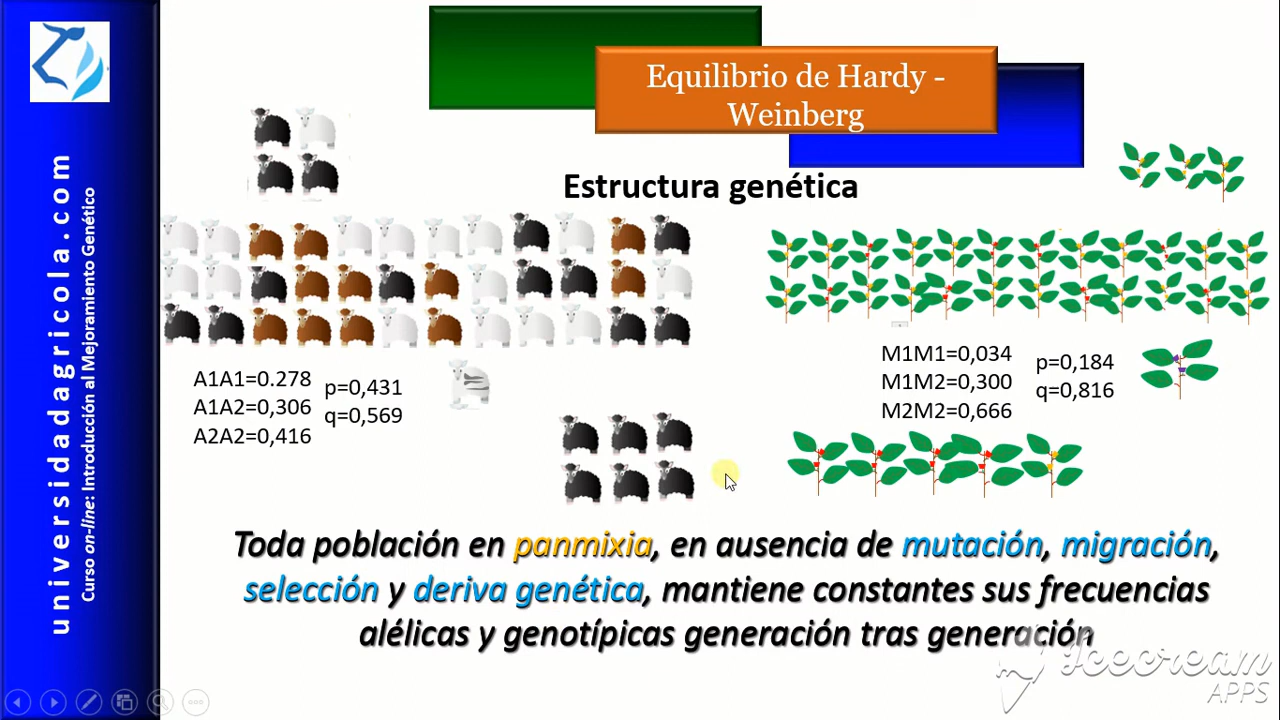 universidadagricola.com
Curso on-line: Introducción al Mejoramiento Genético
Equilibrio de Hardy -
Weinberg
Estructura genética
A1A1=0.278
A1A2=0,306
A2A2=0,416
p=0,431
q=0,569
M1M1=0,034
M1M2=0,300
M2M2=0,666
p=0,184
q=0,816
Toda población en panmixia, en ausencia de mutación, migración,
selección y deriva genética, mantiene constantes sus frecuencias
alélicas y genotípicas generación tras generación
Icecream
APPS